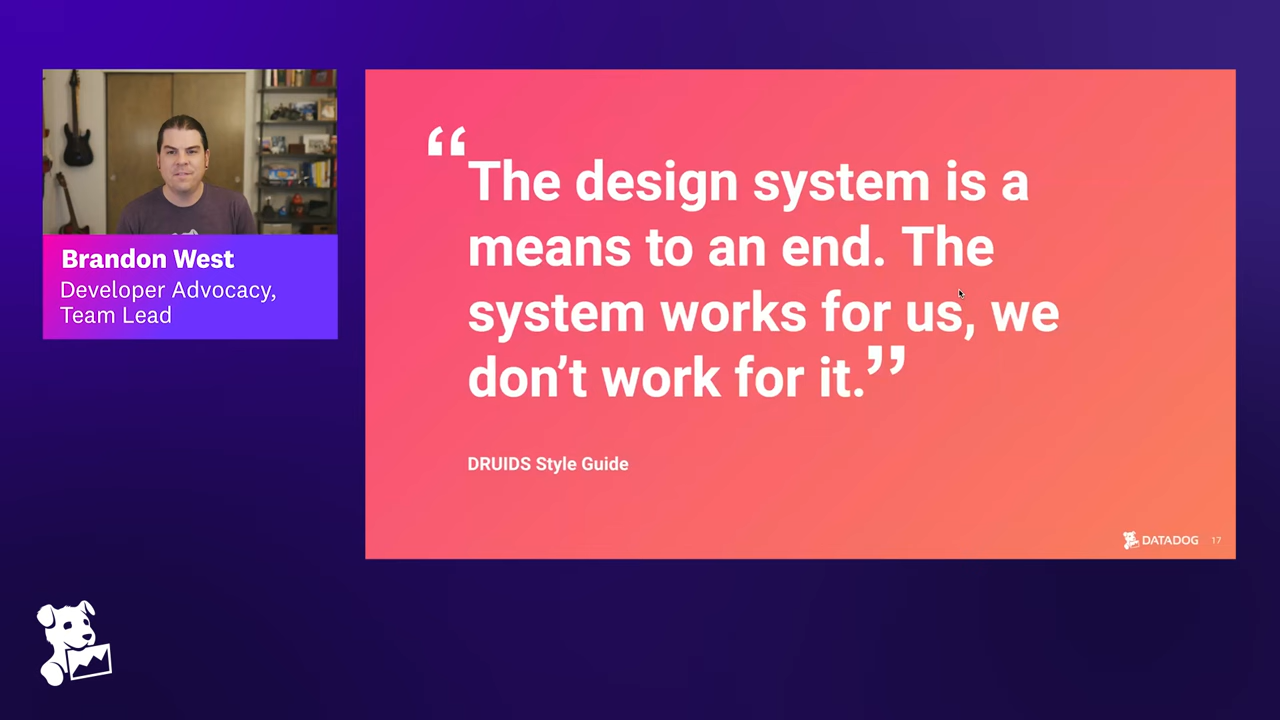 Brandon West
Developer Advocacy,
Team Lead
“The design system is a
means to an end. The
system works for us, we
don’t work for it.”
DRUIDS Style Guide
DATADOG 17